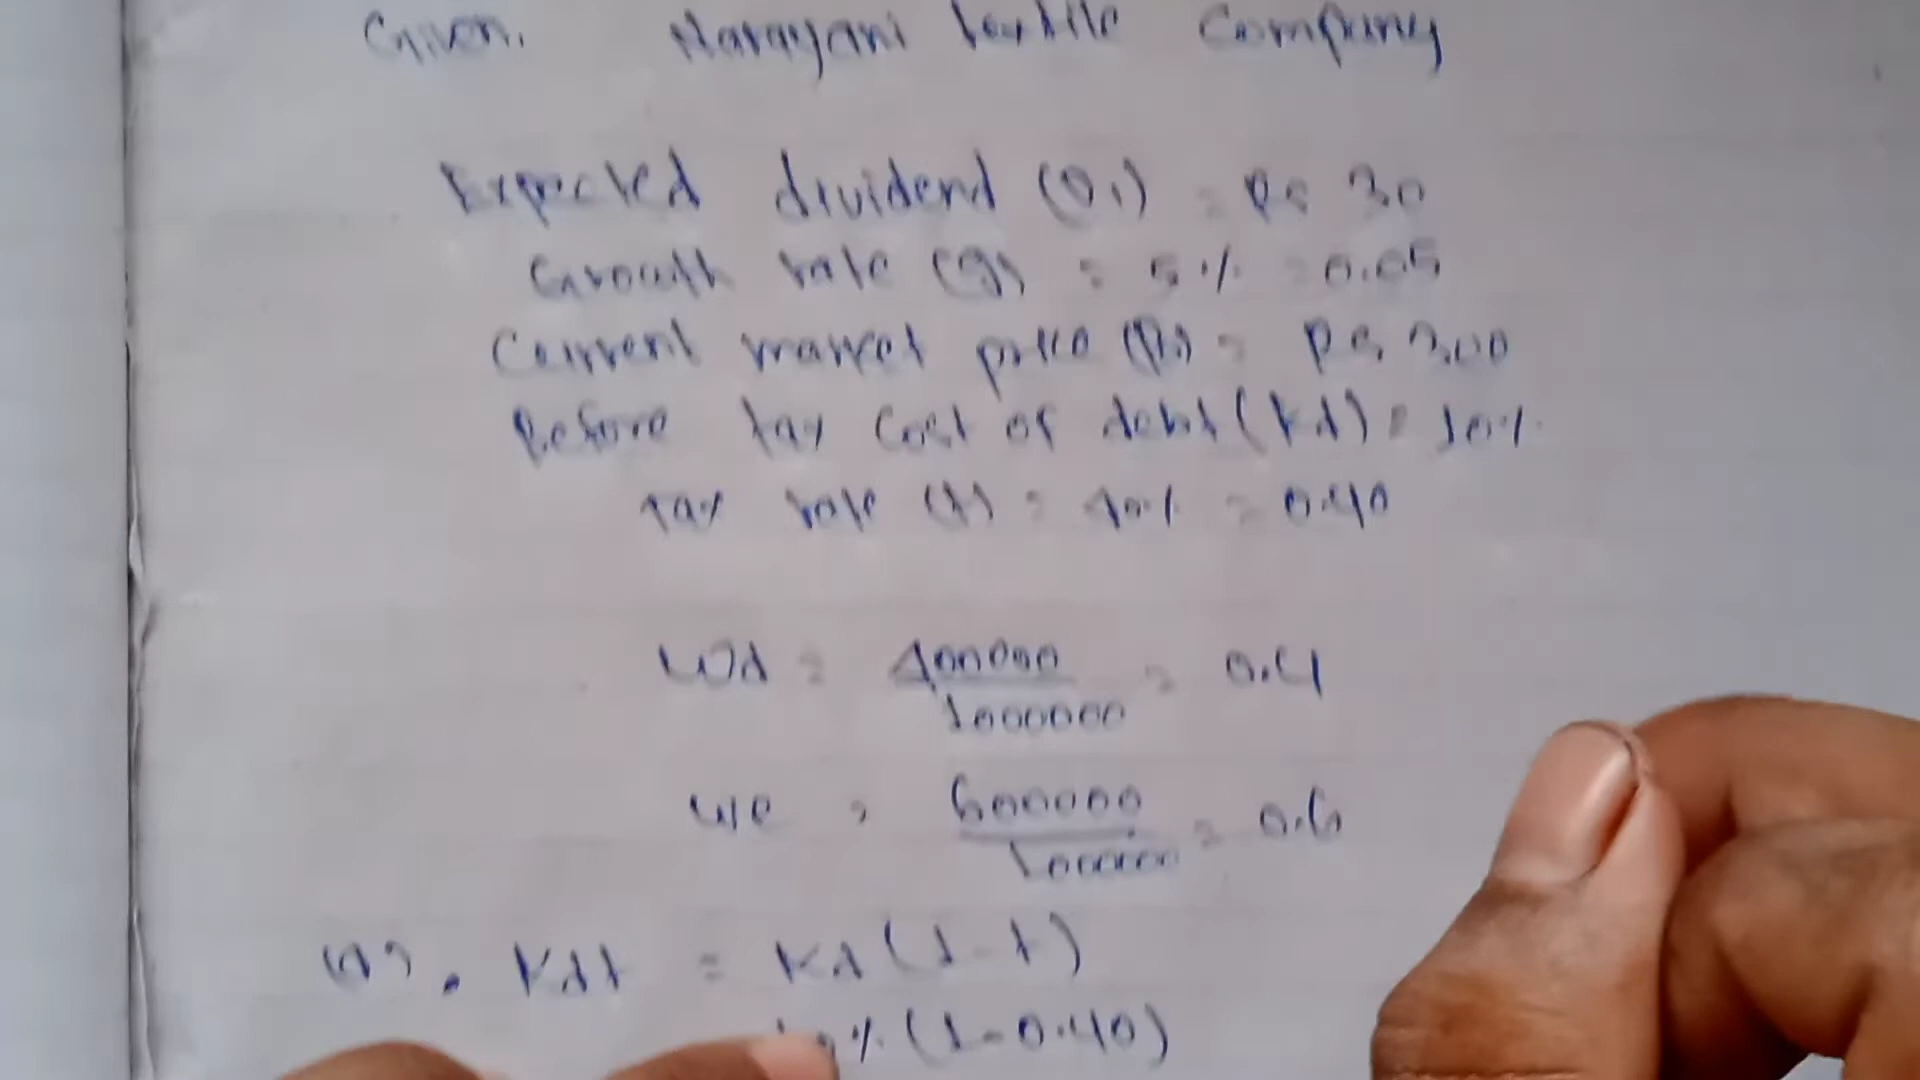 Given. Narayani Textile Company
Expected dividend (D1) = Rs 30
Growth rate (g) = 5% = 0.05
Current market price (P0) = Rs 300
Before tax cost of debt (kd) = 10%
Tax rate (t) = 40% = 0.40
Wd = 400000 / 1000000 = 0.4
We = 600000 / 1000000 = 0.6
(a). Kdt = Kd (1-t)
10% (1-0.40)